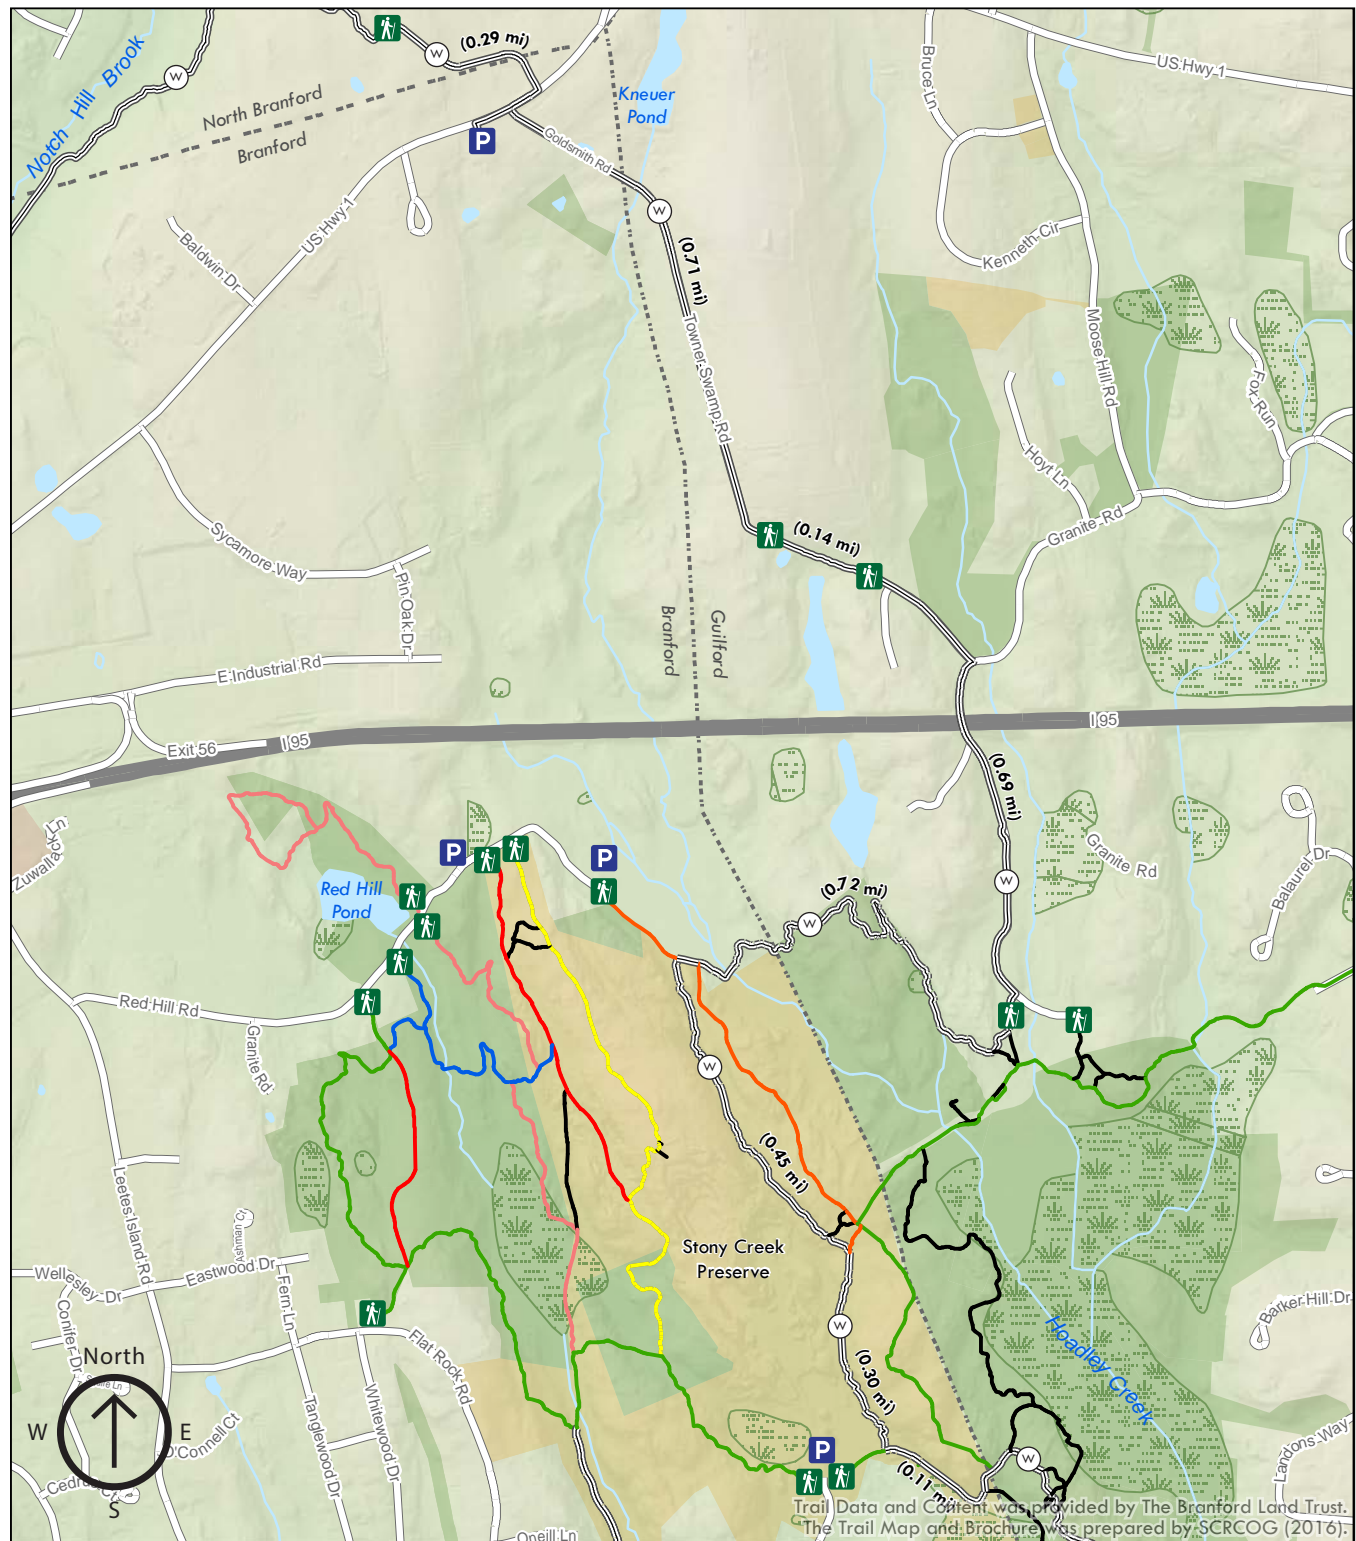 (0.29 mi)
W
W
Notch Hill Brook
North Branford
Branford
P
Kneuer
Pond
Goldsmith Rd
US Hwy 1
Bruce Ln
US Hwy 1
W
Baldwin Dr
(0.71 mi)
Kenneth Cir
Towner Swamp Rd
Moose Hill Rd
Fox Run
Hoyt Ln
Granite Rd
Sycamore Way
Pin Oak Dr
(0.14 mi)
Branford
Guilford
E Industrial Rd
Exit 56
I 95
I 95
(0.69 mi)
Zuwallack Ln
P
P
Granite Rd
Balaurel Dr
Red Hill
Pond
(0.72 mi)
W
W
Red Hill Rd
Granite Rd
W
(0.45 mi)
Leetes Island Rd
Stony Creek
Preserve
Wellesley Dr
Eastwood Dr
Fern Ln
Conifer Dr
Flat Rock Rd
W
(0.30 mi)
Hoadley Creek
Barker Hill Dr
North
W
E
S
O'Connell Ct
Tanglewood Dr
Whitewood Dr
P
W
(0.11 mi)
Landons Way
Oneill Ln
Trail Data and Content was provided by The Branford Land Trust.
The Trail Map and Brochure was prepared by SCRCOG (2016).